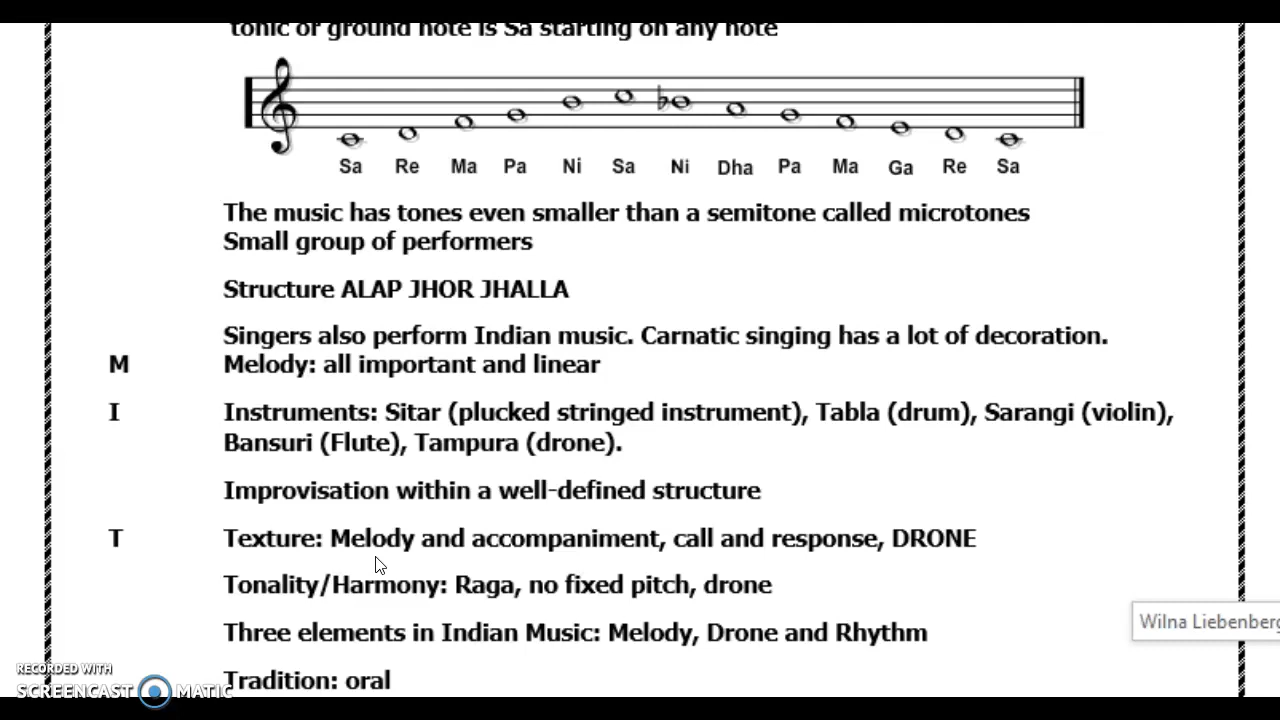 tonic or ground note is Sa starting on any note
Sa Re Ma Pa Ni Sa Ni Dha Pa Ma Ga Re Sa
The music has tones even smaller than a semitone called microtones
Small group of performers
Structure ALAP JHOR JHALLA
Singers also perform Indian music. Carnatic singing has a lot of decoration.
M Melody: all important and linear
I Instruments: Sitar (plucked stringed instrument), Tabla (drum), Sarangi (violin),
Bansuri (Flute), Tampura (drone).
Improvisation within a well-defined structure
T Texture: Melody and accompaniment, call and response, DRONE
Tonality/Harmony: Raga, no fixed pitch, drone
Wilna Liebenberg
Three elements in Indian Music: Melody, Drone and Rhythm
Tradition: oral
RECORDED WITH
SCREENCAST MATIC